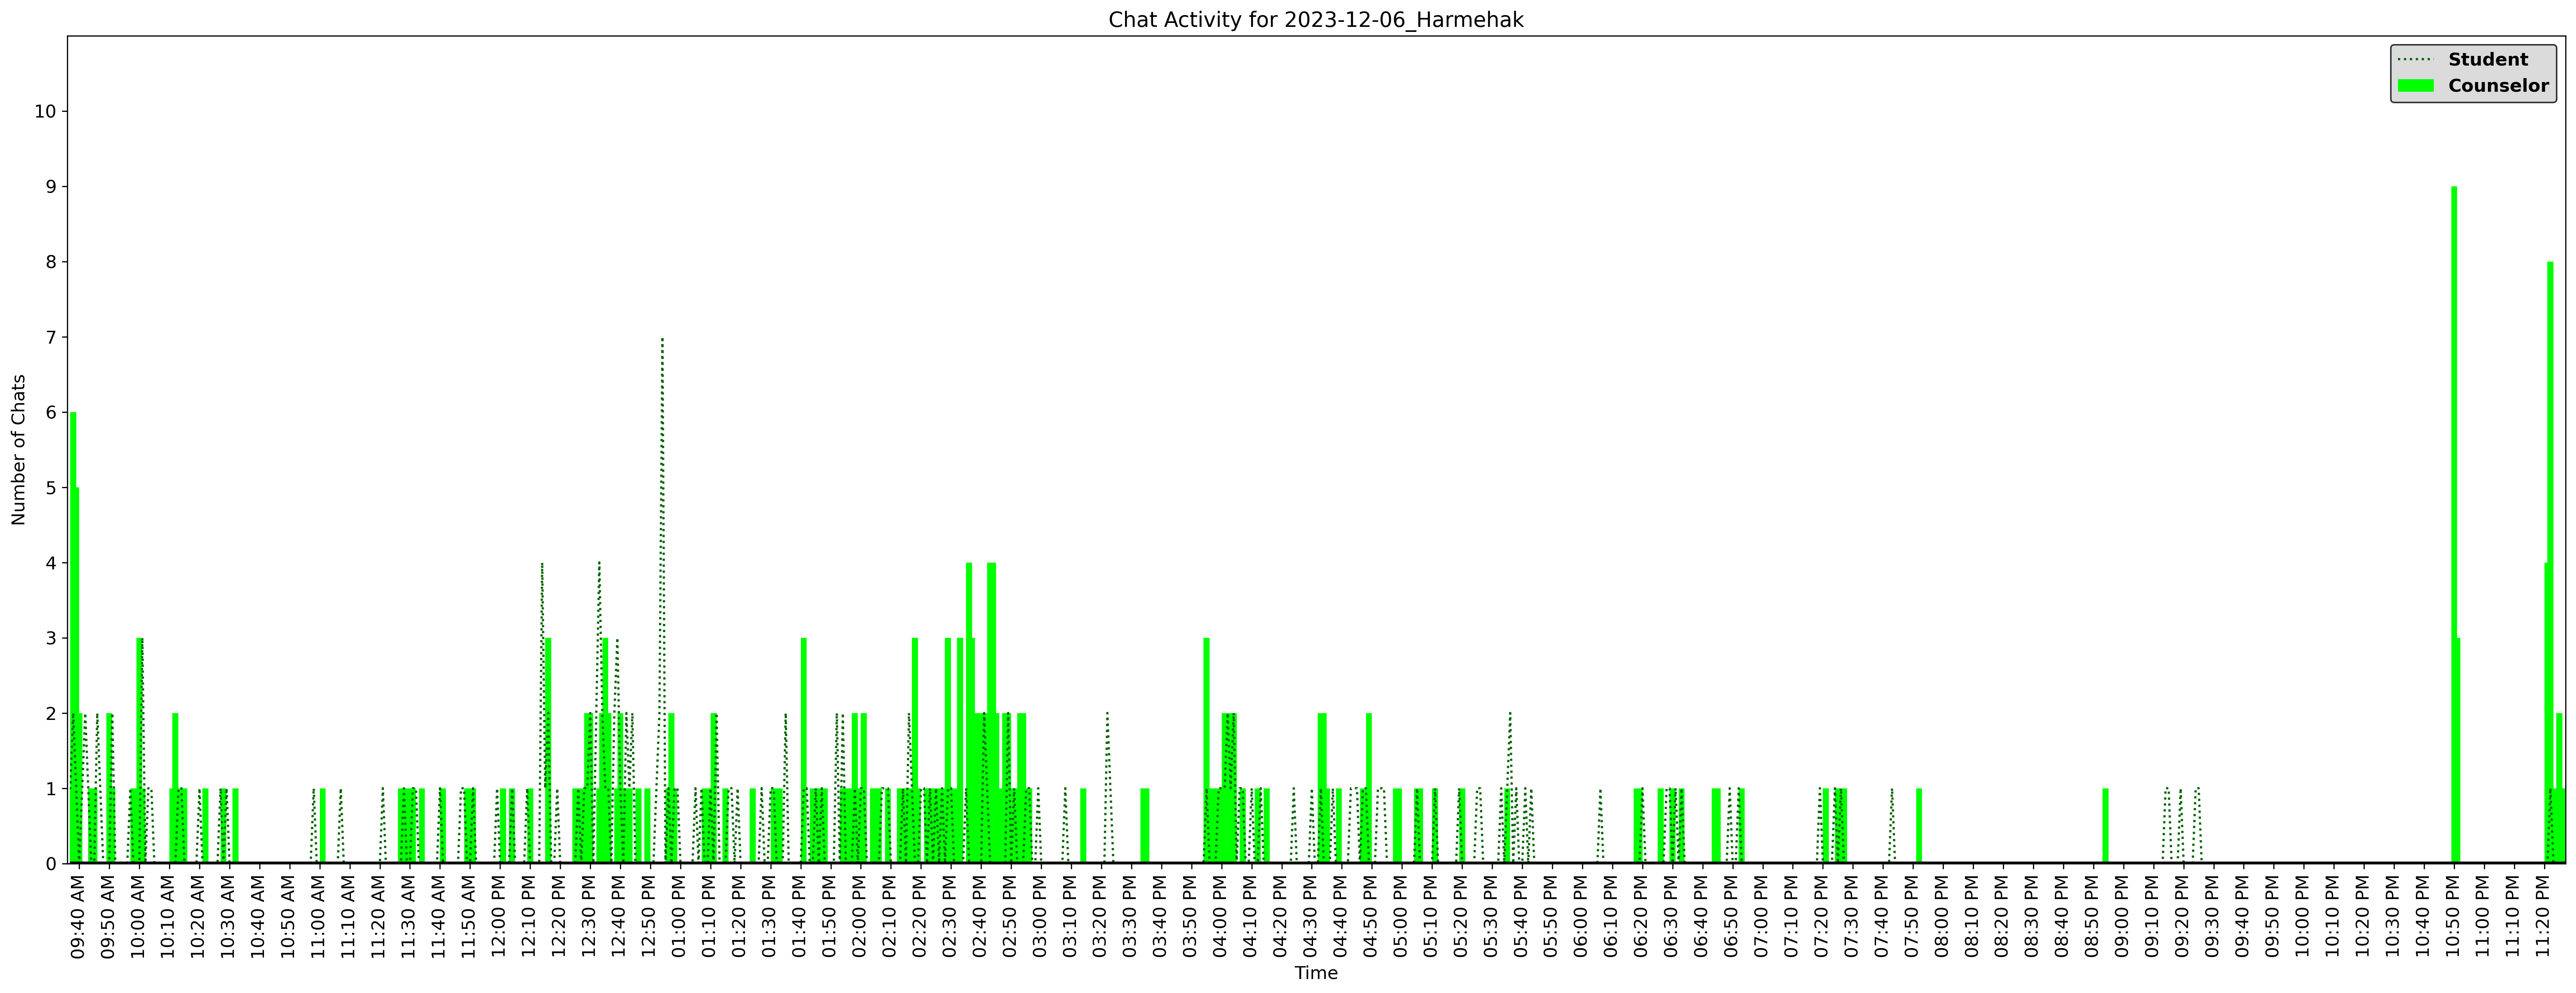 Chat Activity for 2023-12-06_Harmehak
Student
Counselor
Number of Chats
10
9
8
7
6
5
4
3
2
1
0
09:40 AM
09:50 AM
10:00 AM
10:10 AM
10:20 AM
10:30 AM
10:40 AM
10:50 AM
11:00 AM
11:10 AM
11:20 AM
11:30 AM
11:40 AM
11:50 AM
12:00 PM
12:10 PM
12:20 PM
12:30 PM
12:40 PM
12:50 PM
01:00 PM
01:10 PM
01:20 PM
01:30 PM
01:40 PM
01:50 PM
02:00 PM
02:10 PM
02:20 PM
02:30 PM
02:40 PM
02:50 PM
03:00 PM
03:10 PM
03:20 PM
03:30 PM
03:40 PM
03:50 PM
04:00 PM
04:10 PM
04:20 PM
04:30 PM
04:40 PM
04:50 PM
05:00 PM
05:10 PM
05:20 PM
05:30 PM
05:40 PM
05:50 PM
06:00 PM
06:10 PM
06:20 PM
06:30 PM
06:40 PM
06:50 PM
07:00 PM
07:10 PM
07:20 PM
07:30 PM
07:40 PM
07:50 PM
08:00 PM
08:10 PM
08:20 PM
08:30 PM
08:40 PM
08:50 PM
09:00 PM
09:10 PM
09:20 PM
09:30 PM
09:40 PM
09:50 PM
10:00 PM
10:10 PM
10:20 PM
10:30 PM
10:40 PM
10:50 PM
11:00 PM
11:10 PM
11:20 PM
Time